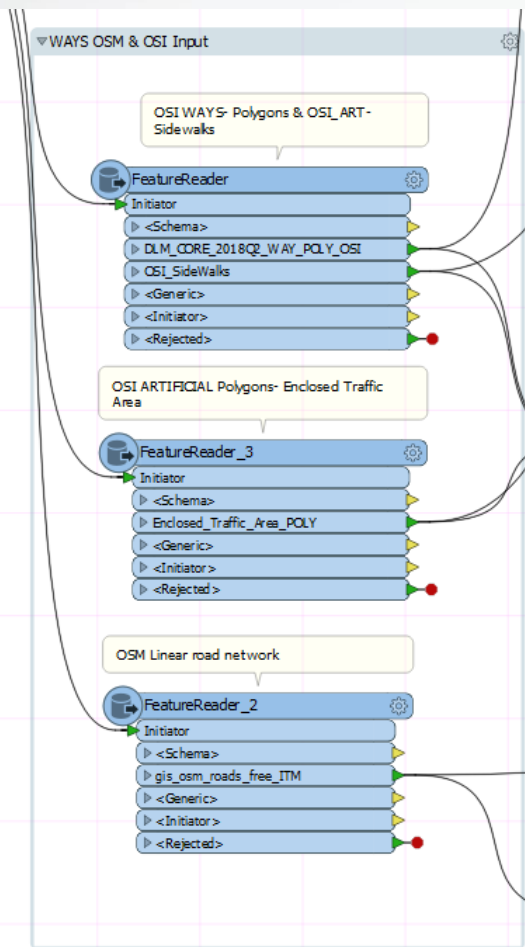 WAYS OSM & OSI Input
OSI WAYS- Polygons & OSI_ART-
Sidewalks
FeatureReader
Initiator
<Schema>
DLM_CORE_2018Q2_WAY_POLY_OSI
OSI_SideWalks
<Generic>
<Initiator>
<Rejected>
OSI ARTIFICIAL Polygons- Enclosed Traffic
Area
FeatureReader_3
Initiator
<Schema>
Enclosed_Traffic_Area_POLY
<Generic>
<Initiator>
<Rejected>
OSM Linear road network
FeatureReader_2
Initiator
<Schema>
gis_osm_roads_free_ITM
<Generic>
<Initiator>
<Rejected>